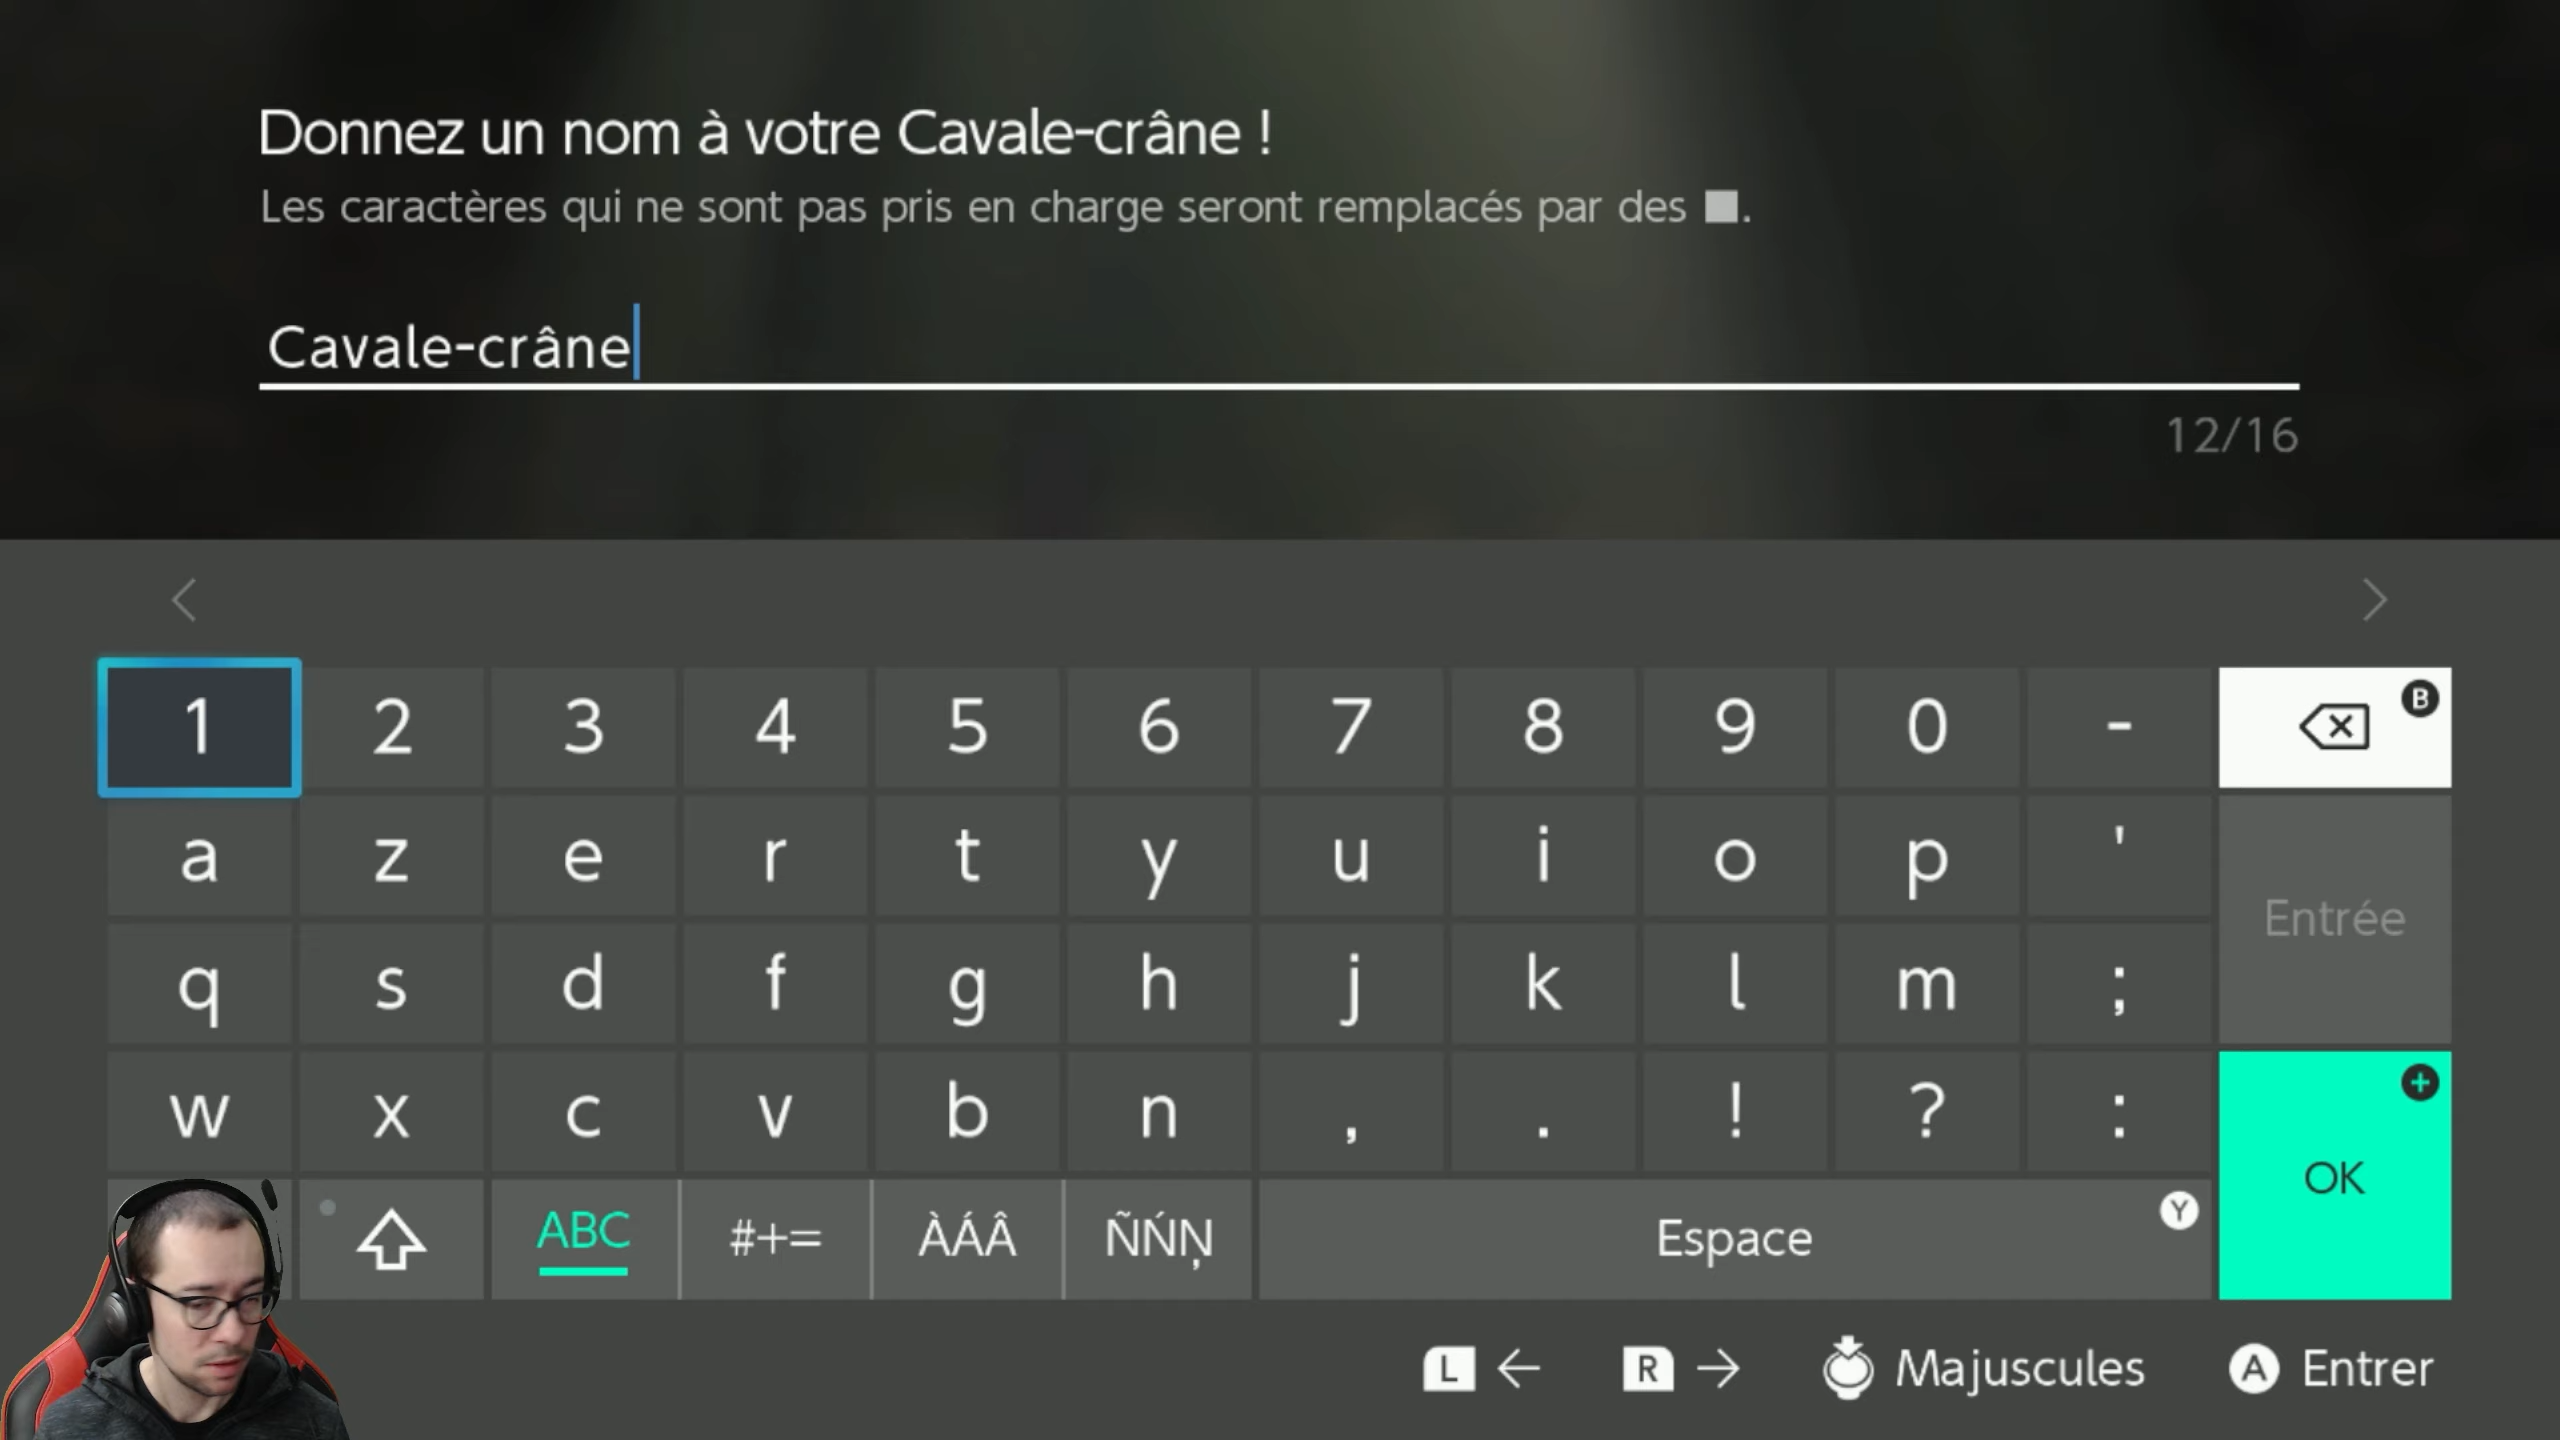 Donnez un nom à votre Cavale-crâne !
Les caractères qui ne sont pas pris en charge seront remplacés par des ■.
Cavale-crâne
12/16
1 2 3 4 5 6 7 8 9 0 - B
a z e r t y u i o p '
Entrée
q s d f g h j k l m ;
w x c v b n , . ! ? :
OK
ABC #+= ÀÁÂ ÑŃŅ Espace Y
L ← R → Majuscules A Entrer